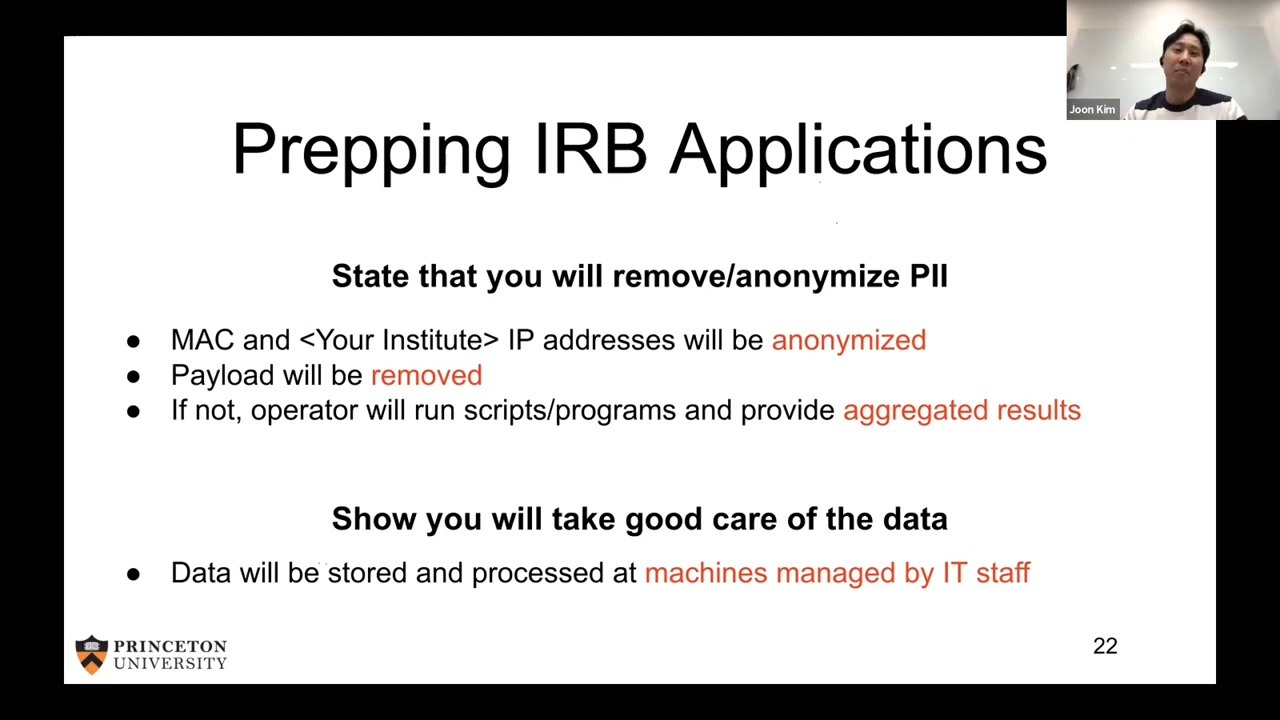 Joon Kim
Prepping IRB Applications
State that you will remove/anonymize PII
● MAC and <Your Institute> IP addresses will be anonymized
● Payload will be removed
● If not, operator will run scripts/programs and provide aggregated results
Show you will take good care of the data
● Data will be stored and processed at machines managed by IT staff
PRINCETON
UNIVERSITY
22